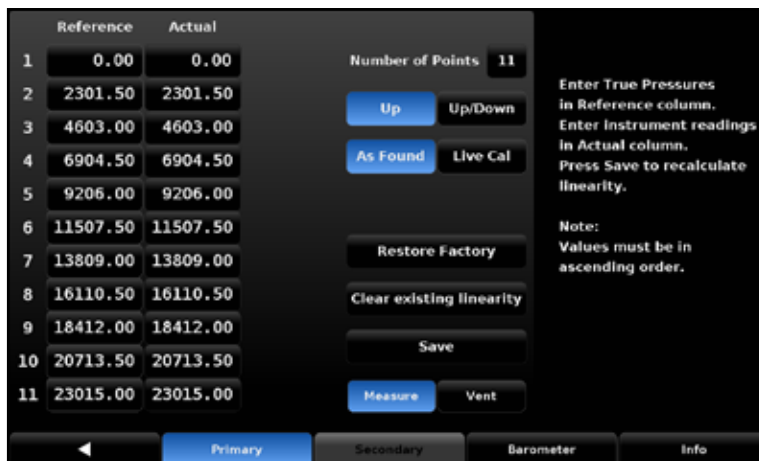 Reference Actual
1 0.00 0.00
2 2301.50 2301.50
3 4603.00 4603.00
4 6904.50 6904.50
5 9206.00 9206.00
6 11507.50 11507.50
7 13809.00 13809.00
8 16110.50 16110.50
9 18412.00 18412.00
10 20713.50 20713.50
11 23015.00 23015.00
Number of Points 11
Up Up/Down
As Found Live Cal
Restore Factory
Clear existing linearity
Save
Measure Vent
Enter True Pressures
in Reference column.
Enter instrument readings
in Actual column.
Press Save to recalculate
linearity.
Note:
Values must be in
ascending order.
Primary Secondary Barometer Info